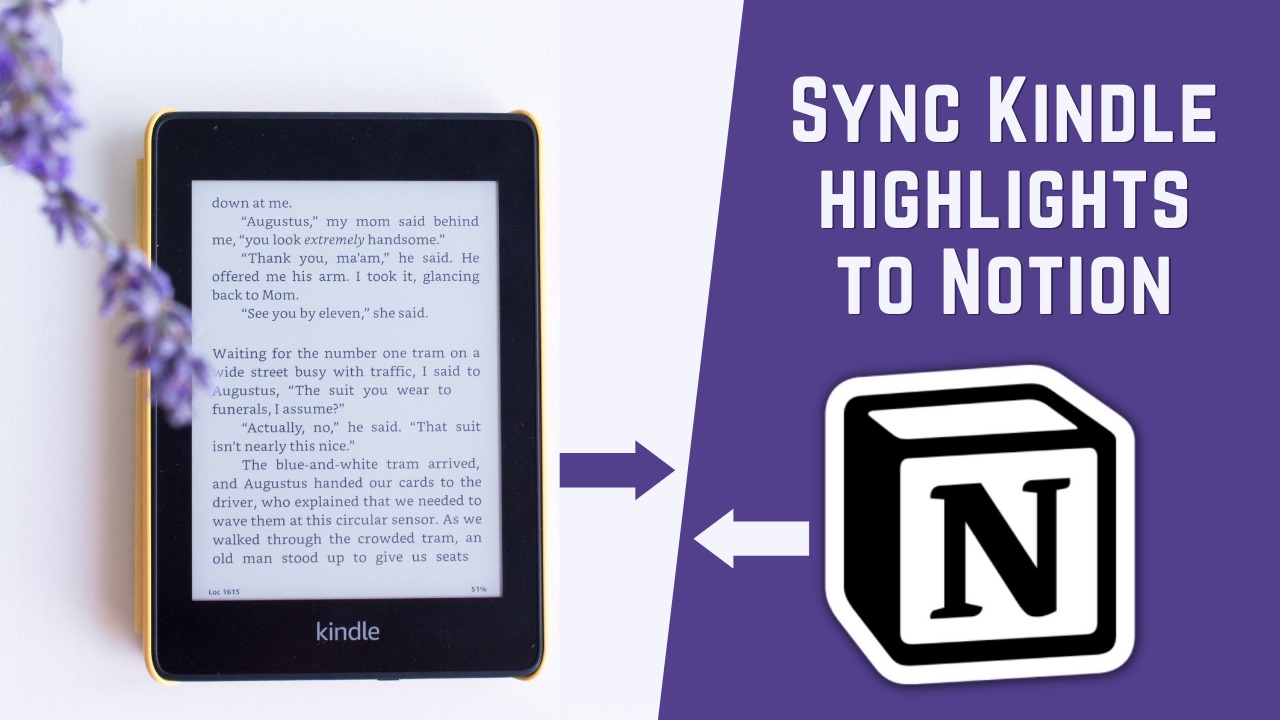 down at me.
“Augustus,” my mom said behind
me, “you look extremely handsome.”
“Thank you, ma’am,” he said. He
offered me his arm. I took it, glancing
back to Mom.
“See you by eleven,” she said.
Waiting for the number one tram on a
wide street busy with traffic, I said to
Augustus, “The suit you wear to
funerals, I assume?”
“Actually, no,” he said. “That suit
isn’t nearly this nice.”
The blue-and-white tram arrived,
and Augustus handed our cards to the
driver, who explained that we needed to
wave them at this circular sensor. As we
walked through the crowded tram, an
old man stood up to give us seats
Loc 1615 51%
kindle
Sync Kindle
highlights
to Notion
N